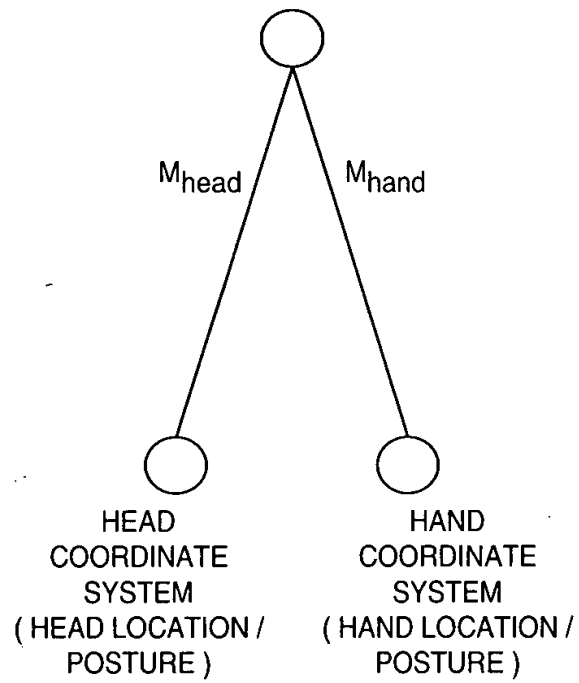 Mhead
Mhand
HEAD
COORDINATE
SYSTEM
( HEAD LOCATION /
POSTURE )
HAND
COORDINATE
SYSTEM
( HAND LOCATION /
POSTURE )